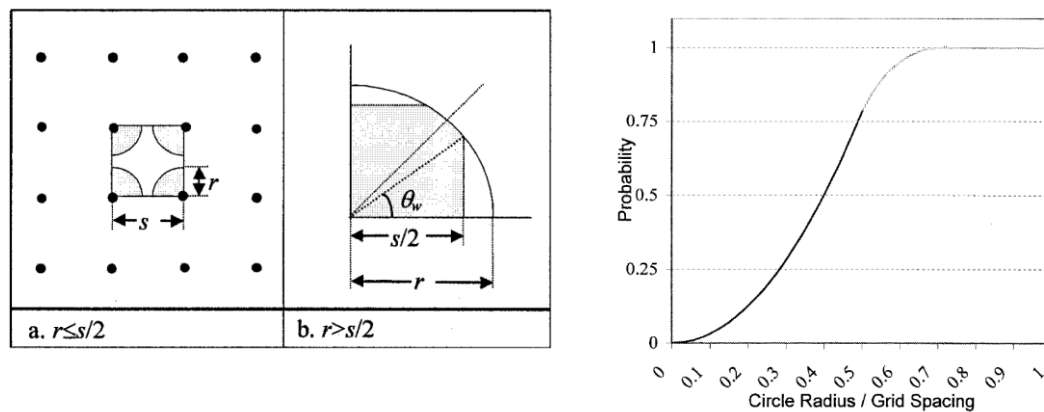 r
s
a. r≤s/2
θw
s/2
r
b. r>s/2
Probability
1
0.75
0.5
0.25
0
0
0.1
0.2
0.3
0.4
0.5
0.6
0.7
0.8
0.9
1
Circle Radius / Grid Spacing